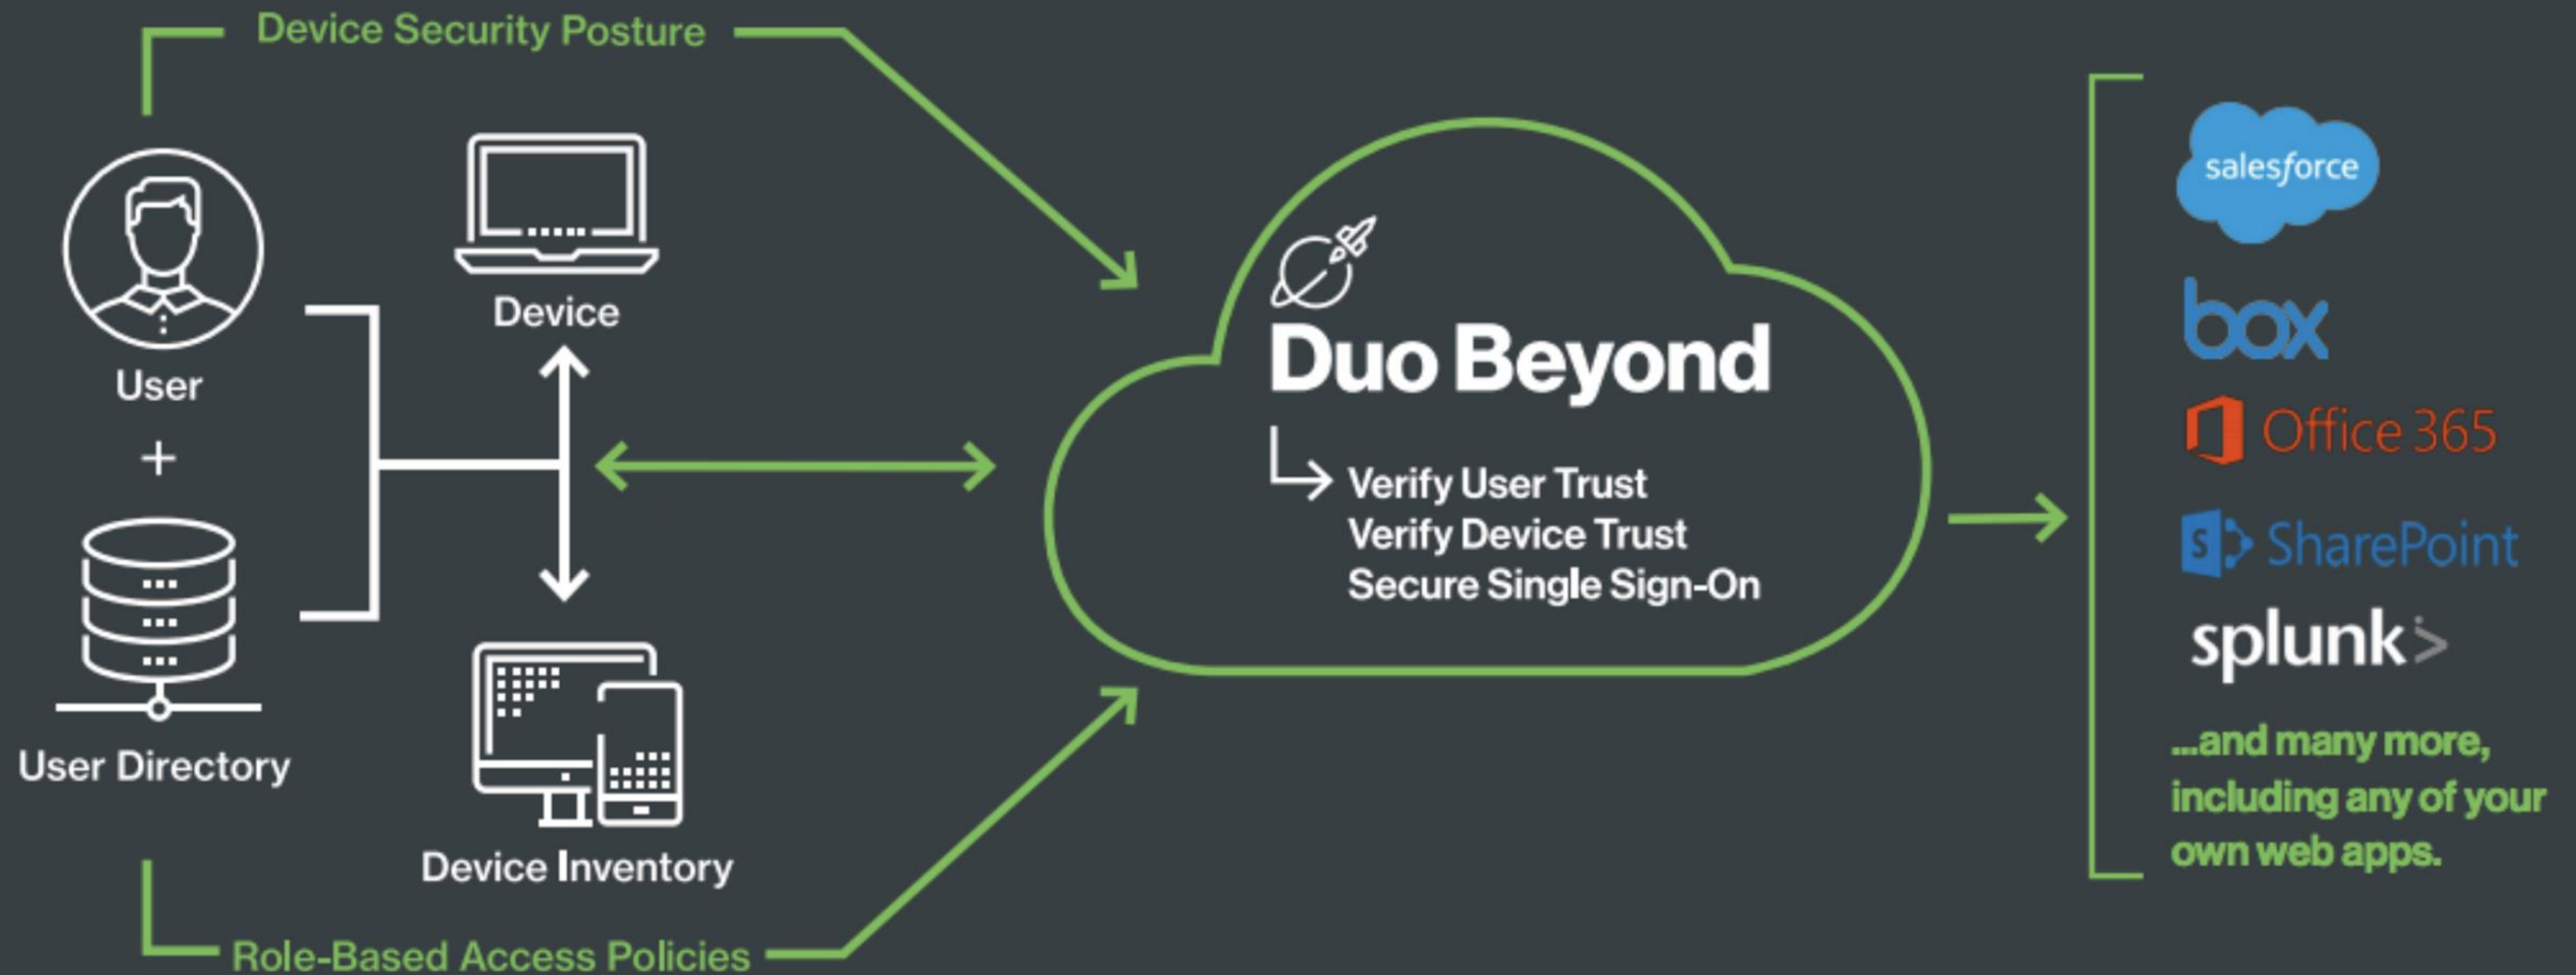 Device Security Posture
User
+
User Directory
Device
Device Inventory
Role-Based Access Policies
Duo Beyond
Verify User Trust
Verify Device Trust
Secure Single Sign-On
salesforce
box
Office 365
S SharePoint
splunk>
...and many more,
including any of your
own web apps.